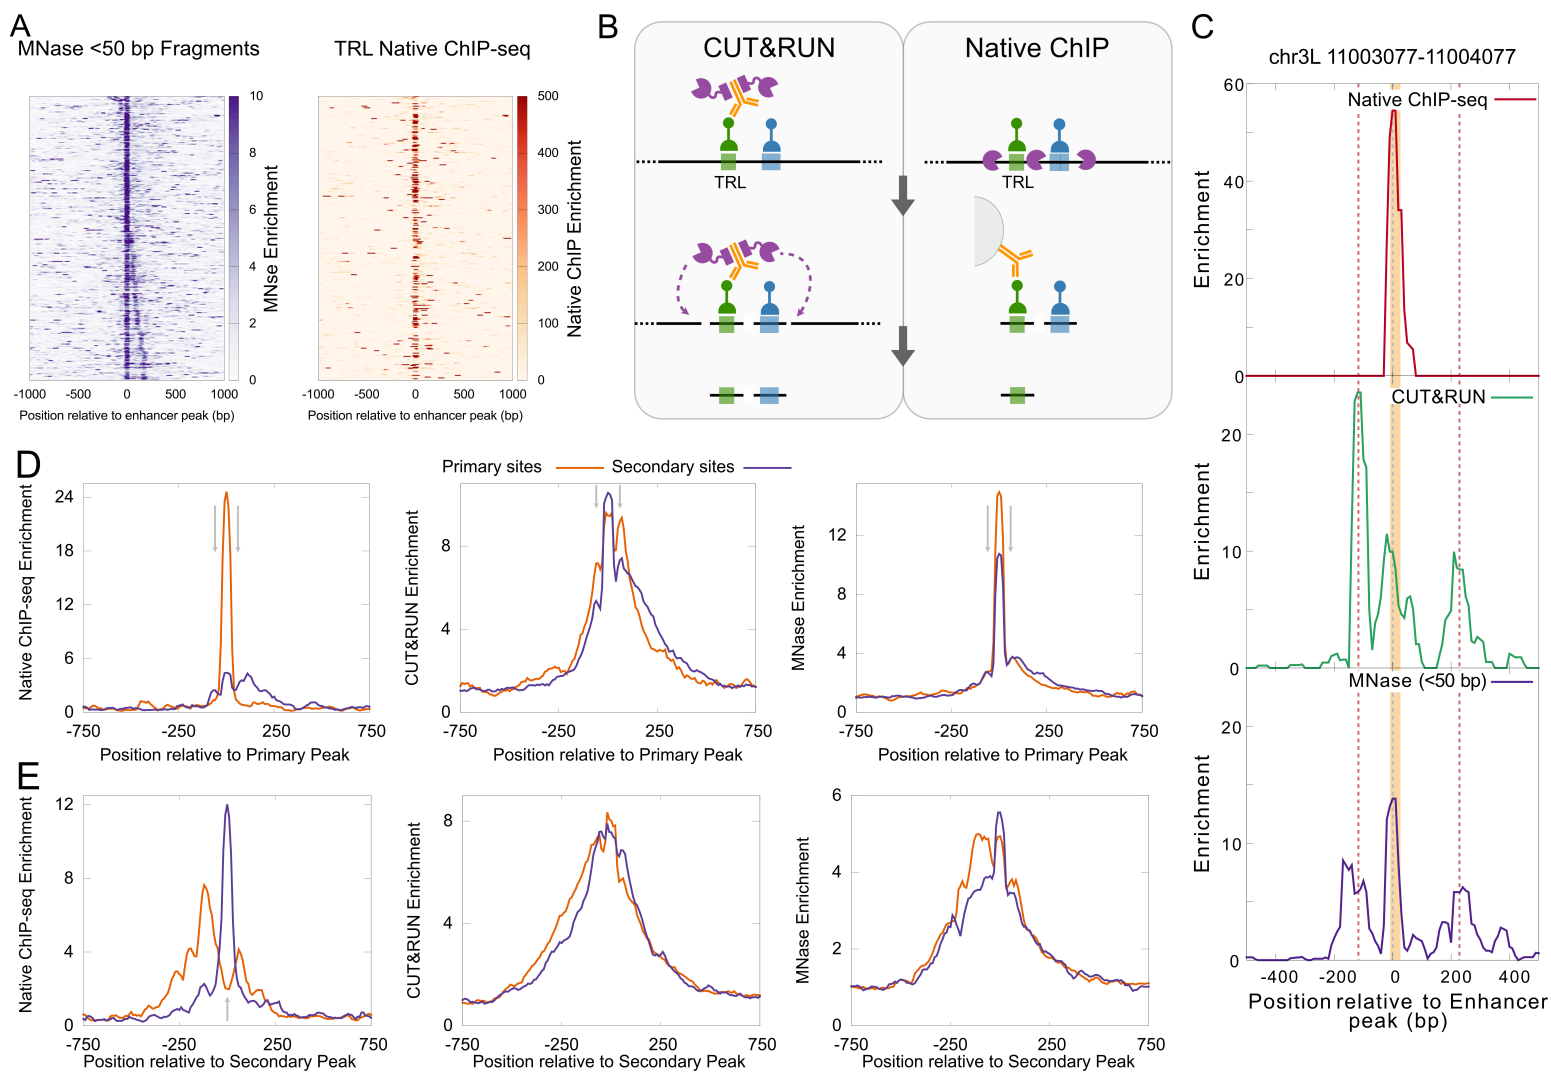 A
MNase <50 bp Fragments
TRL Native ChIP-seq
10
8
6
4
2
0
MNse Enrichment
-1000 -500 0 500 1000
Position relative to enhancer peak (bp)
500
400
300
200
100
0
Native ChIP Enrichment
-1000 -500 0 500 1000
Position relative to enhancer peak (bp)
B
CUT&RUN
Native ChIP
TRL
TRL
C
chr3L 11003077-11004077
Native ChIP-seq
60
40
20
0
Enrichment
CUT&RUN
20
10
0
Enrichment
MNase (<50 bp)
20
10
0
Enrichment
-400 -200 0 200 400
Position relative to Enhancer
peak (bp)
D
Primary sites
Secondary sites
Native ChIP-seq Enrichment
24
18
12
6
0
-750 -250 250 750
Position relative to Primary Peak
CUT&RUN Enrichment
8
4
0
-750 -250 250 750
Position relative to Primary Peak
MNase Enrichment
12
8
4
0
-750 -250 250 750
Position relative to Primary Peak
E
Native ChIP-seq Enrichment
12
8
4
0
-750 -250 250 750
Position relative to Secondary Peak
CUT&RUN Enrichment
8
4
0
-750 -250 250 750
Position relative to Secondary Peak
MNase Enrichment
6
4
2
0
-750 -250 250 750
Position relative to Secondary Peak